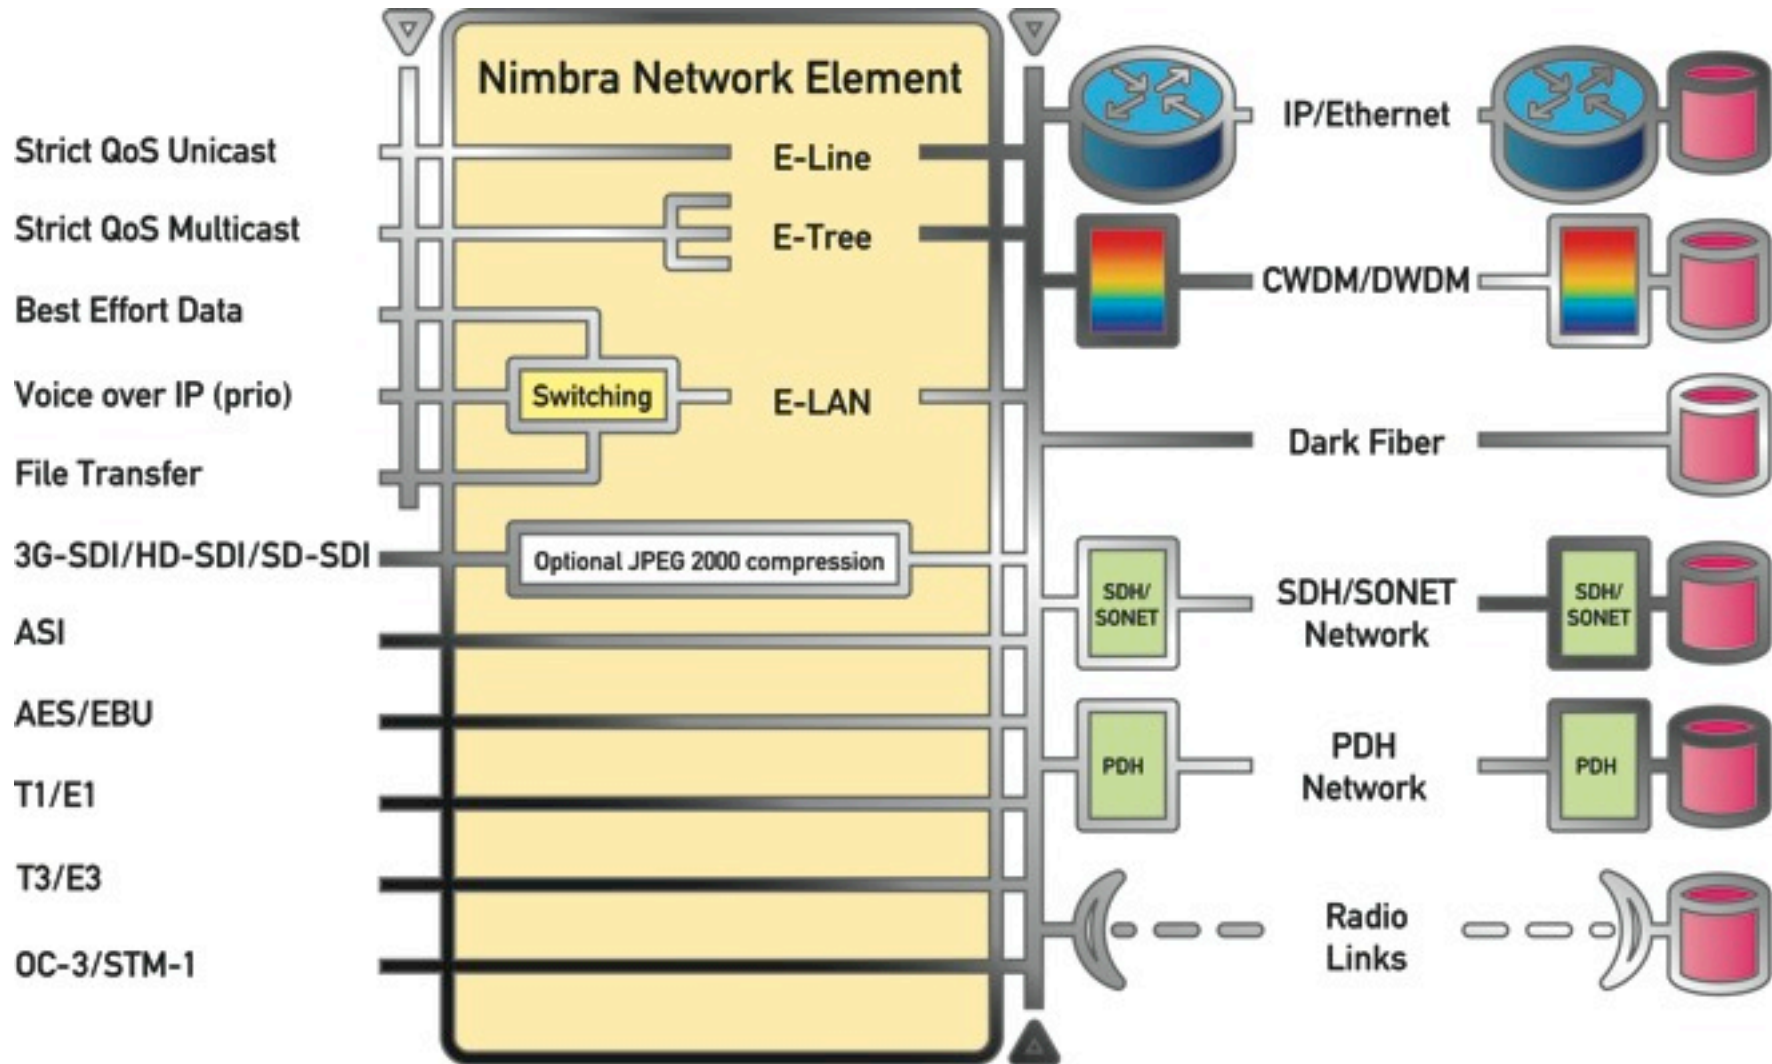 Nimbra Network Element
Strict QoS Unicast
E-Line
Strict QoS Multicast
E-Tree
Best Effort Data
Voice over IP (prio)
Switching
E-LAN
File Transfer
3G-SDI/HD-SDI/SD-SDI
Optional JPEG 2000 compression
ASI
AES/EBU
T1/E1
T3/E3
OC-3/STM-1
IP/Ethernet
CWDM/DWDM
Dark Fiber
SDH/
SONET
SDH/SONET
Network
SDH/
SONET
PDH
PDH
Network
PDH
Radio
Links